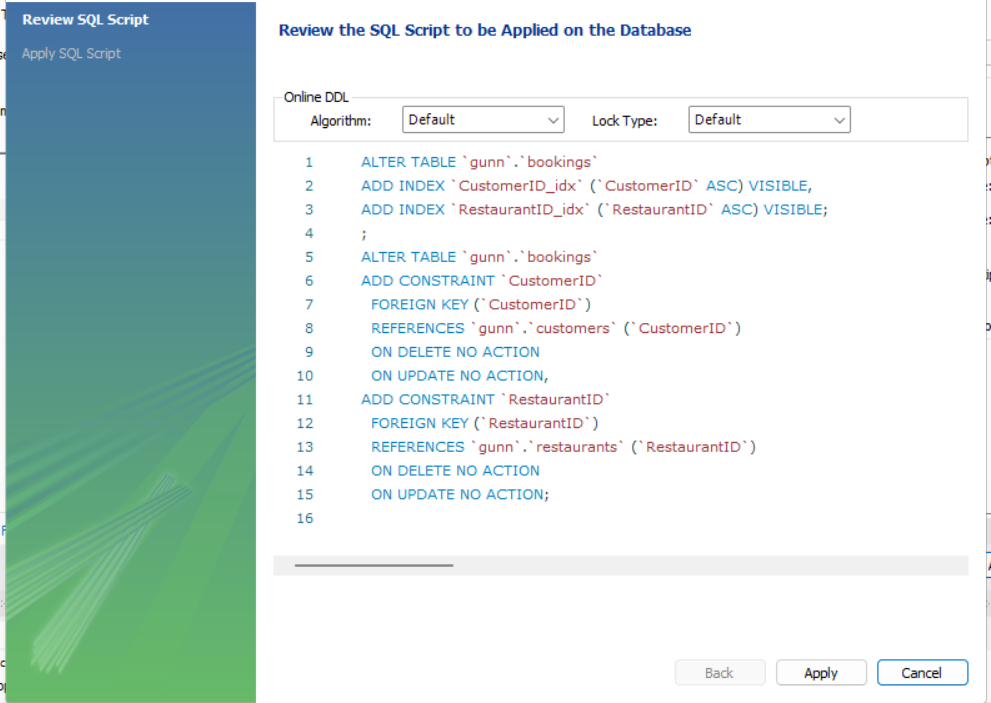 Review SQL Script
Apply SQL Script
Review the SQL Script to be Applied on the Database
Online DDL
Algorithm: Default Lock Type: Default
1 ALTER TABLE `gunn`.`bookings`
2 ADD INDEX `CustomerID_idx` (`CustomerID` ASC) VISIBLE,
3 ADD INDEX `RestaurantID_idx` (`RestaurantID` ASC) VISIBLE;
4 ;
5 ALTER TABLE `gunn`.`bookings`
6 ADD CONSTRAINT `CustomerID`
7 FOREIGN KEY (`CustomerID`)
8 REFERENCES `gunn`.`customers` (`CustomerID`)
9 ON DELETE NO ACTION
10 ON UPDATE NO ACTION,
11 ADD CONSTRAINT `RestaurantID`
12 FOREIGN KEY (`RestaurantID`)
13 REFERENCES `gunn`.`restaurants` (`RestaurantID`)
14 ON DELETE NO ACTION
15 ON UPDATE NO ACTION;
16
Back Apply Cancel